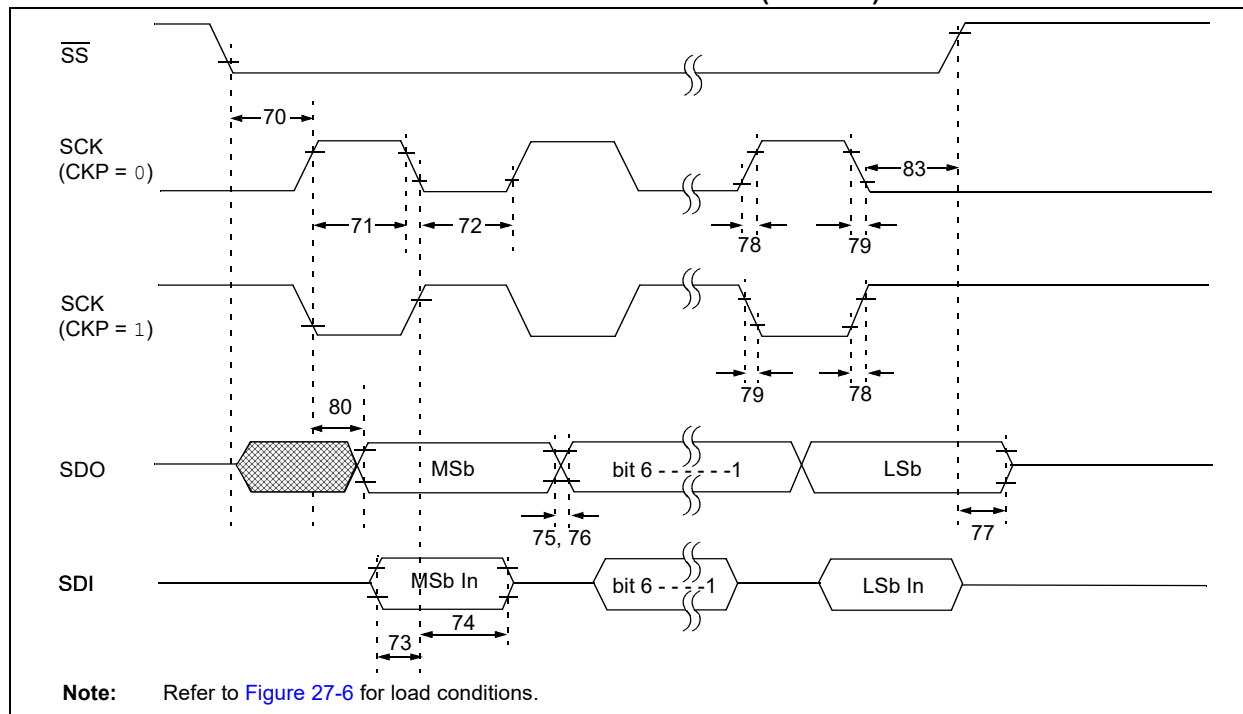 SS
70
SCK
(CKP = 0)
83
71
72
78
79
SCK
(CKP = 1)
79
78
80
SDO
MSb
bit 6 - - - - - -1
LSb
75, 76
77
SDI
MSb In
bit 6 - - - -1
LSb In
74
73
Note: Refer to Figure 27-6 for load conditions.